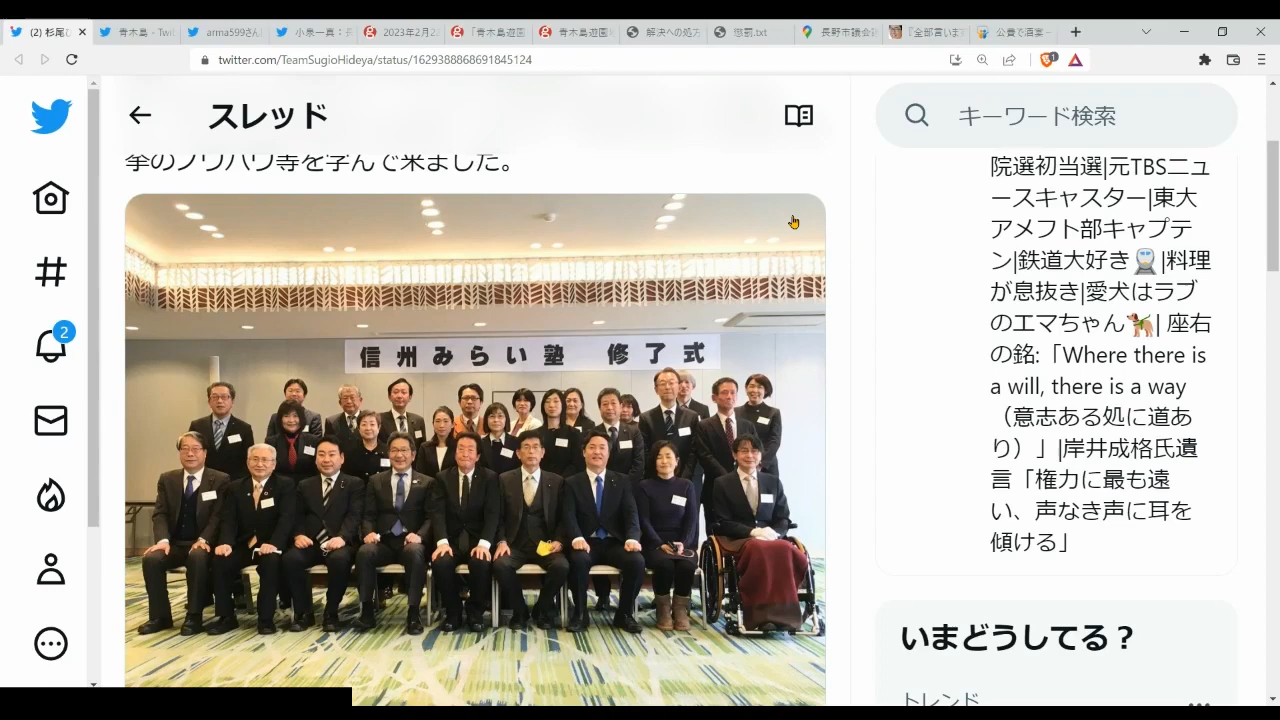 (2) 杉尾ひ
青木島 - Twi
arma599さん
小泉一真：長
2023年2月2
「青木島遊園
青木島遊園
解決への処方
懲罰.txt
長野市議会議
『全部言います
公費で酒宴 –
twitter.com/TeamSugioHideya/status/1629388868691845124
スレッド
キーワード検索
挙のノウハウ等を学んで来ました。
信州みらい塾 修了式
院選初当選|元TBSニュ
ースキャスター|東大
アメフト部キャプテ
ン|鉄道大好き🚆|料理
が息抜き|愛犬はラブ
のエマちゃん🐕‍🦺| 座右
の銘:「Where there is
a will, there is a way
（意志ある処に道あ
り）」|岸井成格氏遺
言「権力に最も遠
い、声なき声に耳を
傾ける」
2
いまどうしてる？
トレンド